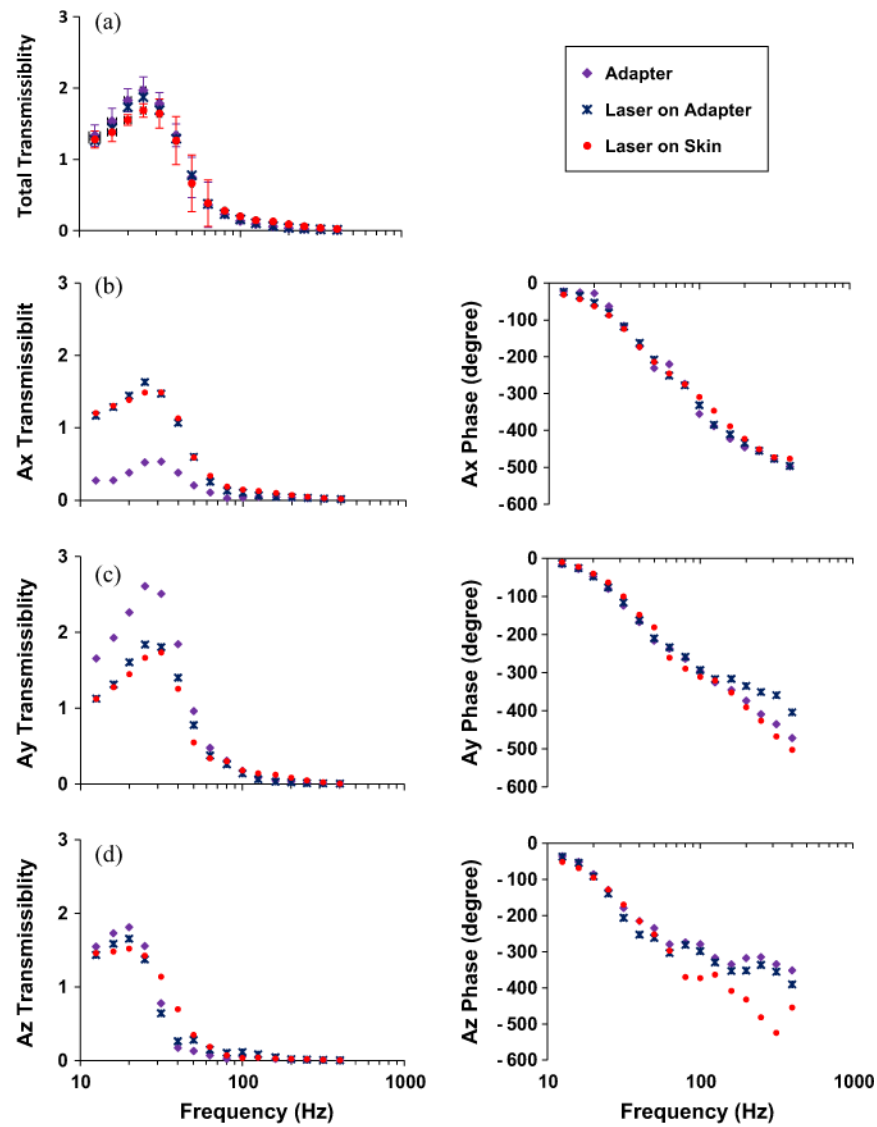 (a)
3
2
1
0
Total Transmissiblity
Adapter
Laser on Adapter
Laser on Skin
(b)
3
2
1
0
Ax Transmissiblit
0
-100
-200
-300
-400
-500
-600
Ax Phase (degree)
(c)
3
2
1
0
Ay Transmissiblity
0
-100
-200
-300
-400
-500
-600
Ay Phase (degree)
(d)
3
2
1
0
Az Transmissiblity
10 100 1000
Frequency (Hz)
0
-100
-200
-300
-400
-500
-600
Az Phase (degree)
10 100 1000
Frequency (Hz)